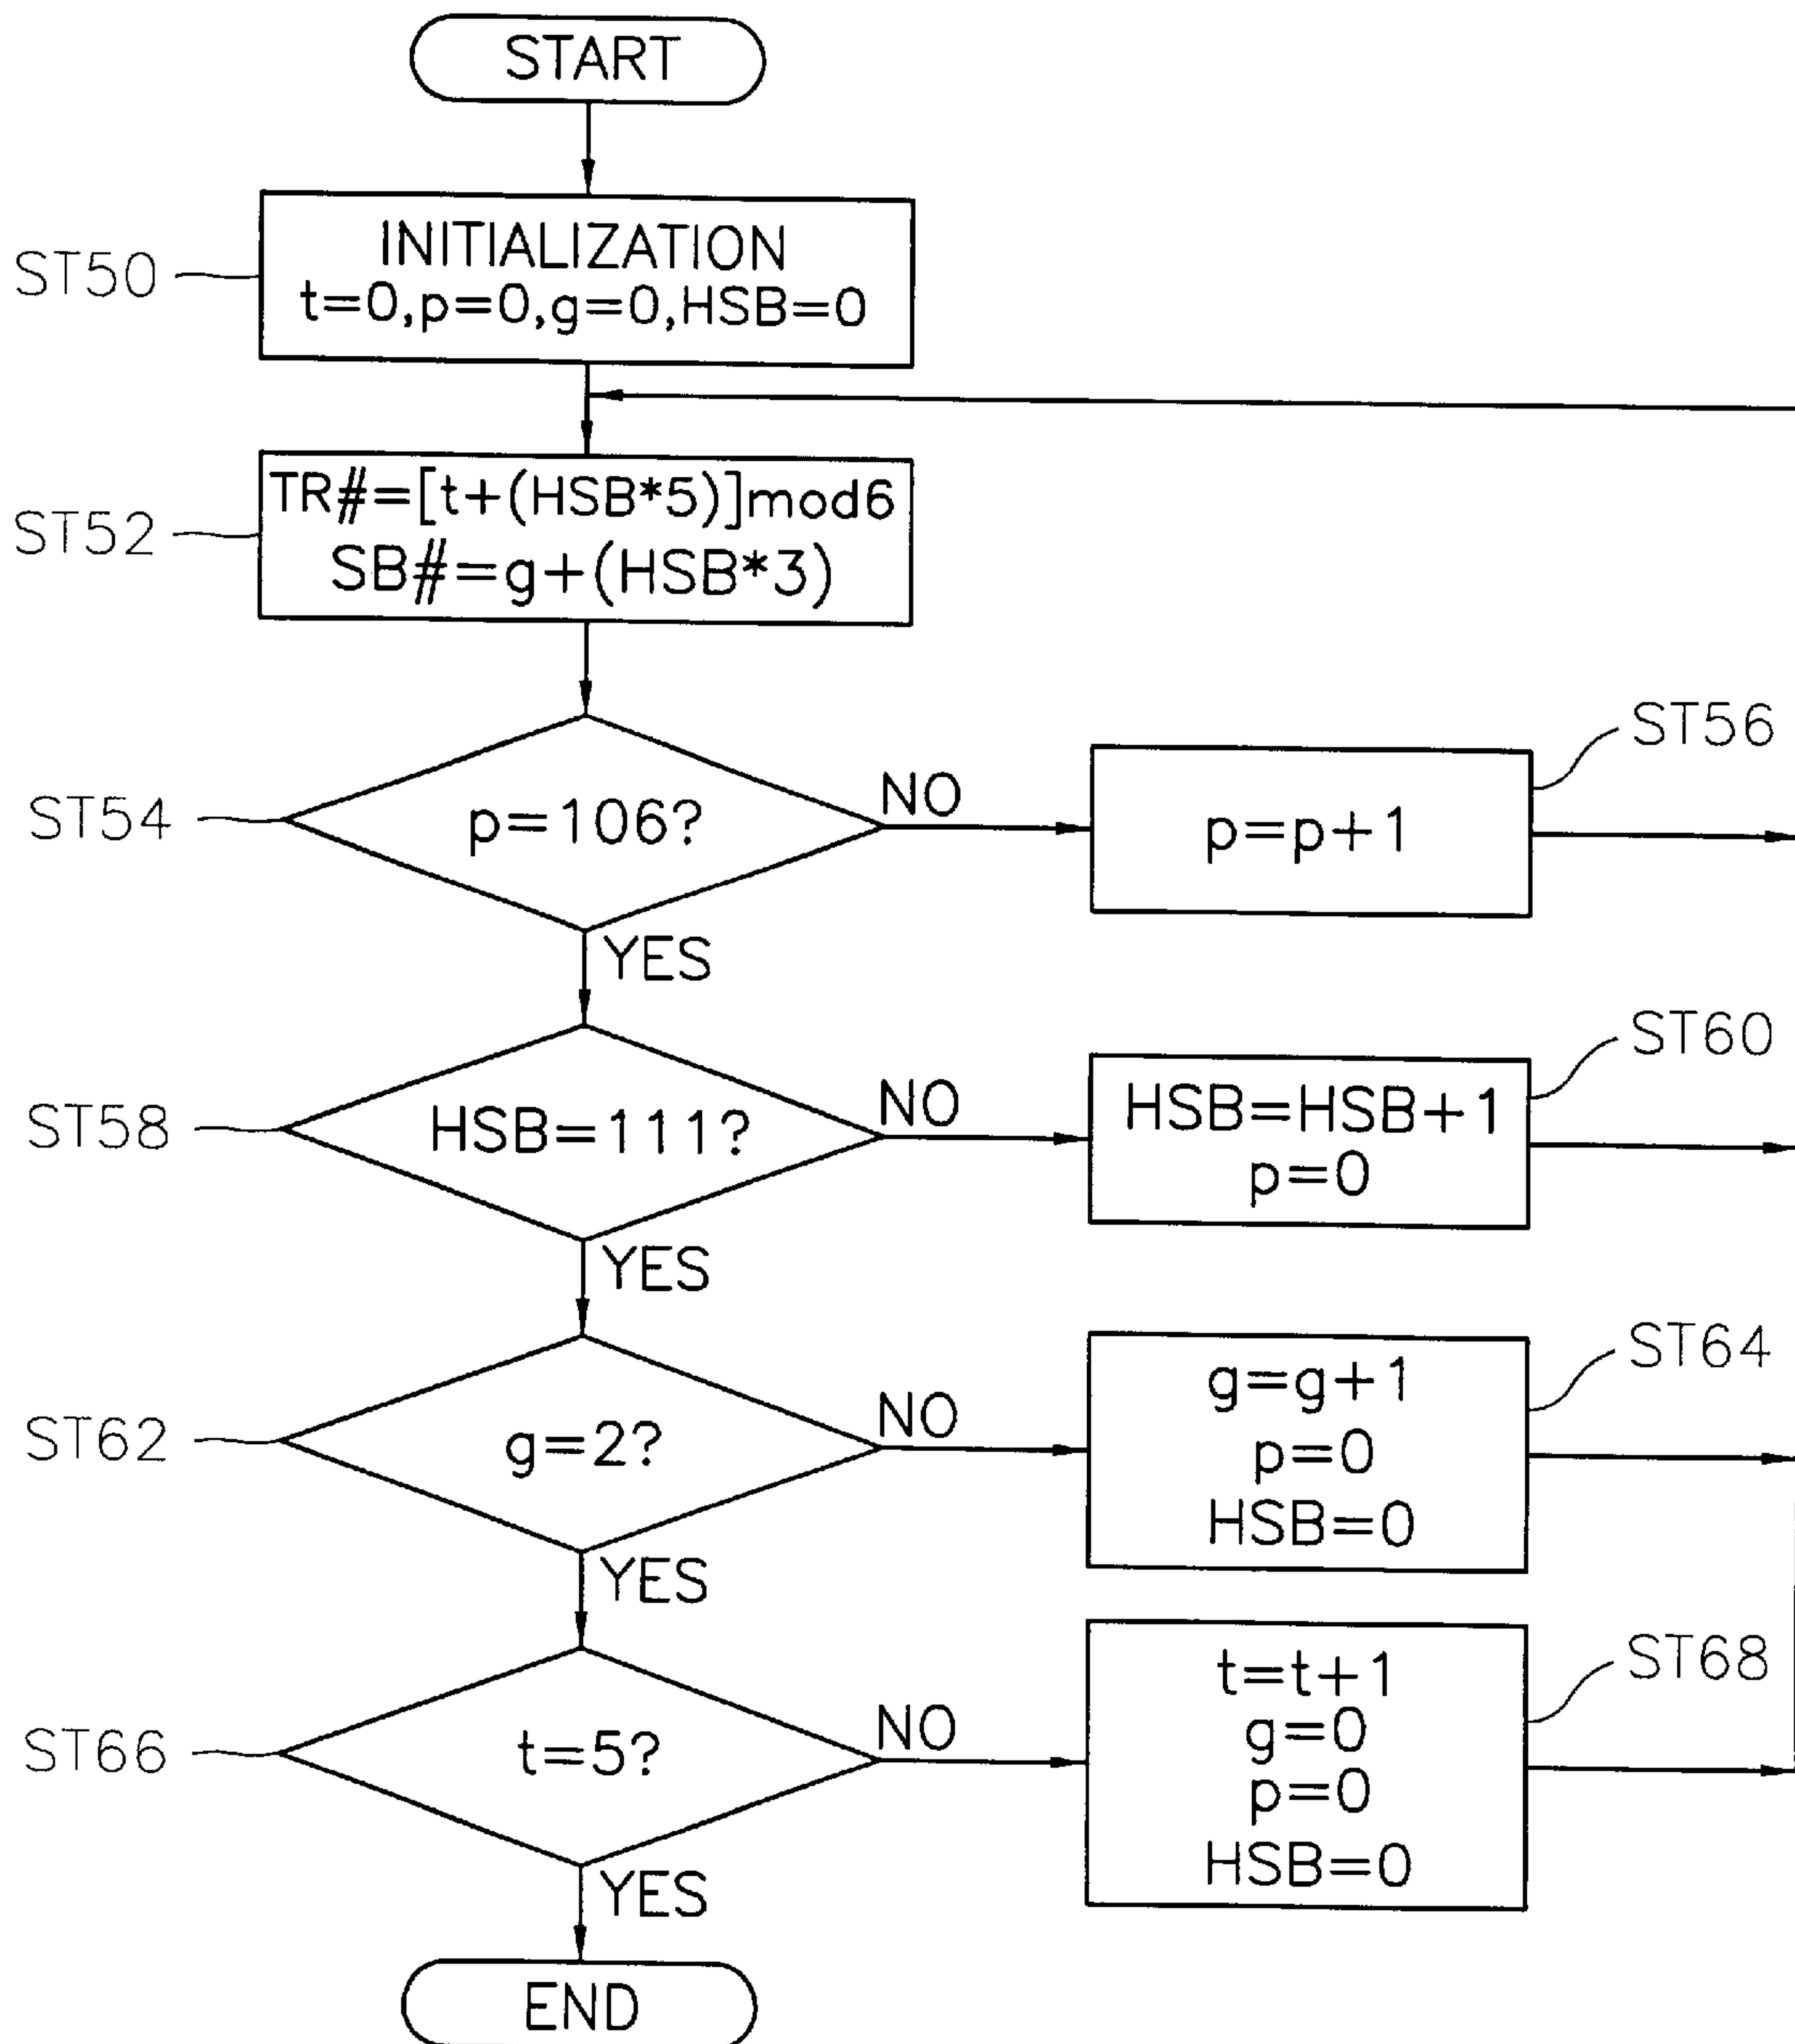 START
ST50
INITIALIZATION
t=0,p=0,g=0,HSB=0
ST52
TR#=[t+(HSB*5)]mod6
SB#=g+(HSB*3)
ST54
p=106?
NO
ST56
p=p+1
YES
ST58
HSB=111?
NO
ST60
HSB=HSB+1
p=0
YES
ST62
g=2?
NO
ST64
g=g+1
p=0
HSB=0
YES
ST66
t=5?
NO
ST68
t=t+1
g=0
p=0
HSB=0
YES
END